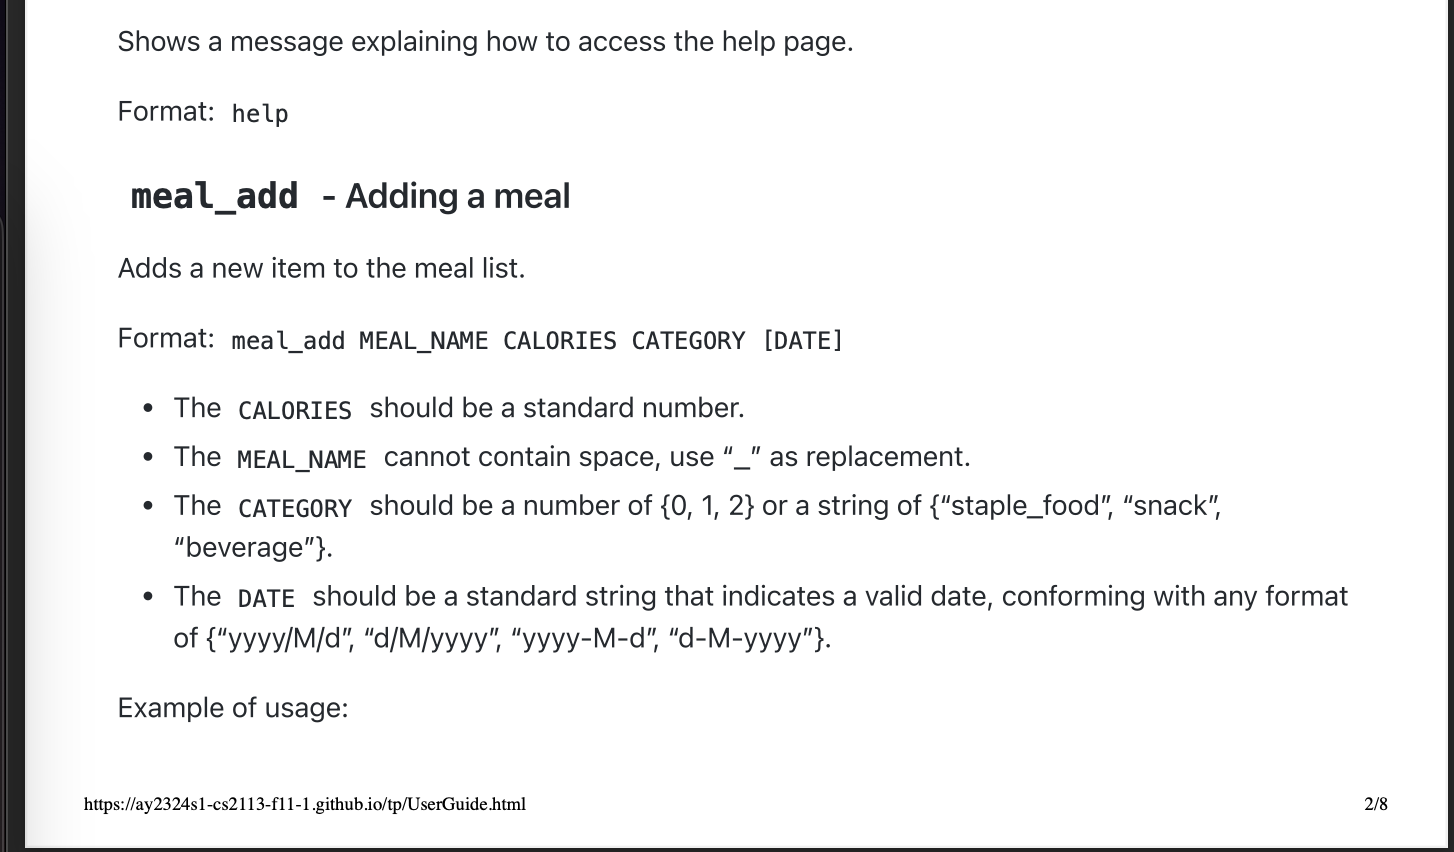 Shows a message explaining how to access the help page.
Format: help
meal_add - Adding a meal
Adds a new item to the meal list.
Format: meal_add MEAL_NAME CALORIES CATEGORY [DATE]
• The CALORIES should be a standard number.
• The MEAL_NAME cannot contain space, use “_” as replacement.
• The CATEGORY should be a number of {0, 1, 2} or a string of {“staple_food”, “snack”,
“beverage”}.
• The DATE should be a standard string that indicates a valid date, conforming with any format
of {“yyyy/M/d”, “d/M/yyyy”, “yyyy-M-d”, “d-M-yyyy”}.
Example of usage:
https://ay2324s1-cs2113-f11-1.github.io/tp/UserGuide.html 2/8